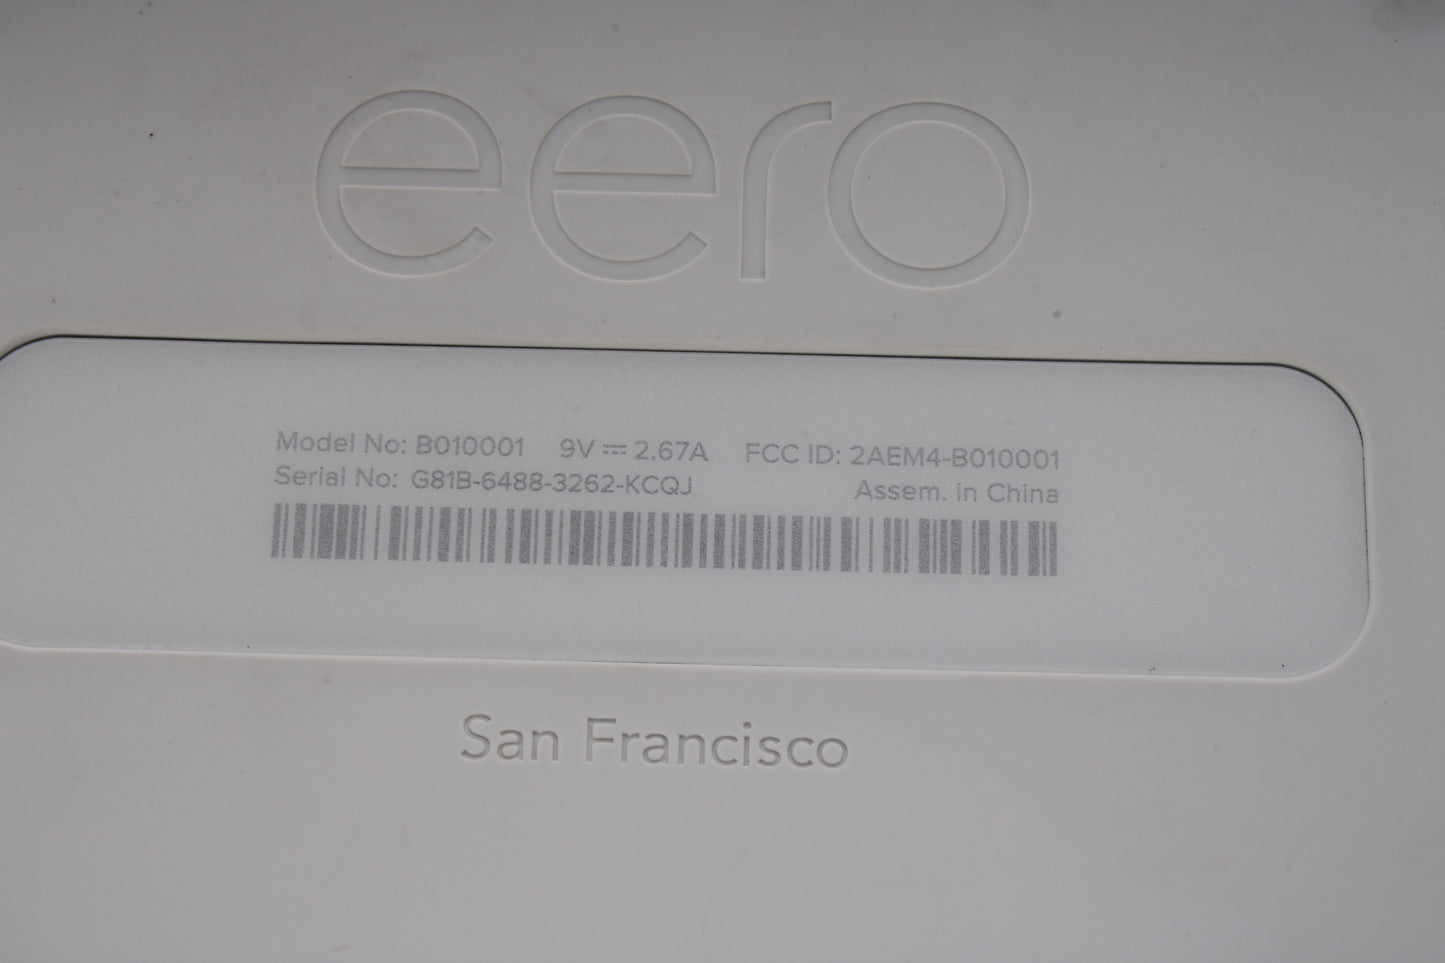 eero
Model No: B010001 9V ⎓ 2.67A FCC ID: 2AEM4-B010001
Serial No: G81B-6488-3262-KCQJ Assem. in China
San Francisco